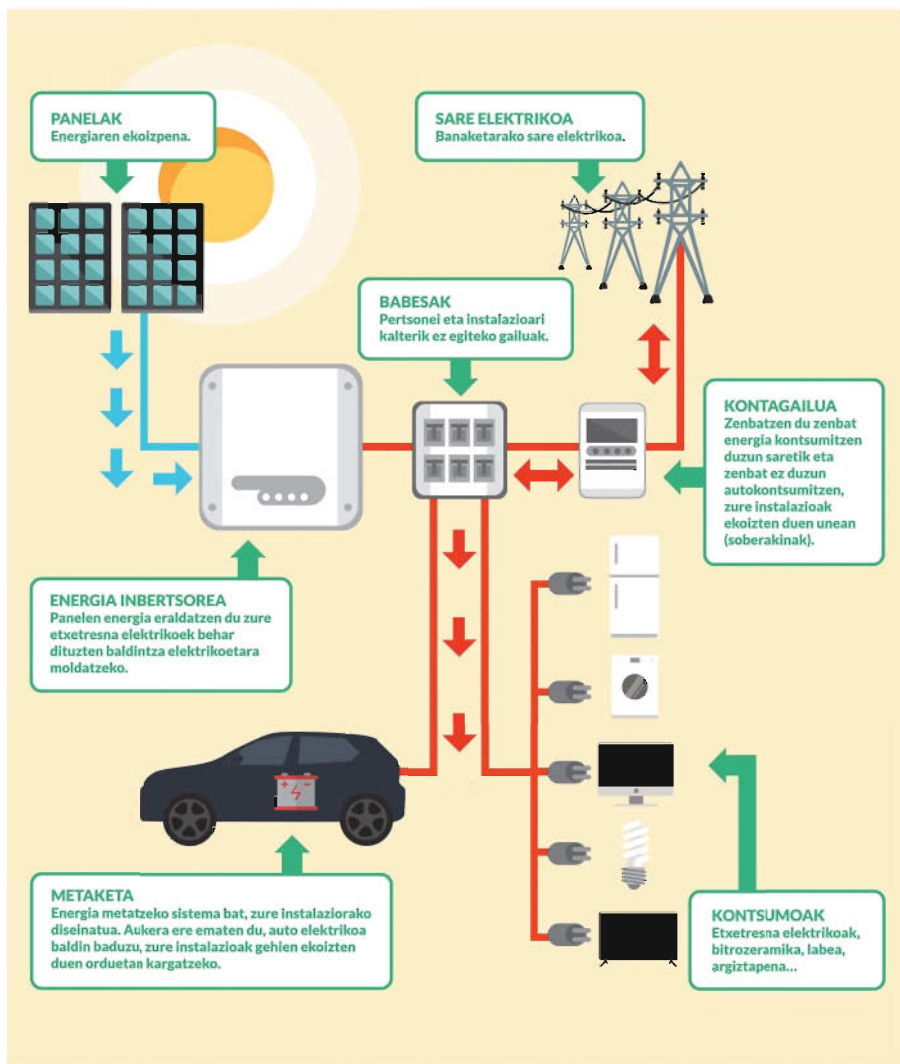 PANELAK
Energiaren ekoizpena.
SARE ELEKTRIKOA
Banaketarako sare elektrikoa.
BABESAK
Pertsonei eta instalazioari
kalterik ez egiteko gailuak.
KONTAGAILUA
Zenbatzen du zenbat
energia kontsumitzen
duzun saretik eta
zenbat ez duzun
autokontsumitzen,
zure instalazioak
ekoizten duen unean
(soberakinak).
ENERGIA INBERTSOREA
Panelen energia eraldatzen du zure
etxetresna elektrikoek behar
dituzten baldintza elektrikoetara
moldatzeko.
METAKETA
Energia metatzeko sistema bat, zure instalaziorako
diseinatua. Aukera ere ematen du, auto elektrikoa
baldin baduzu, zure instalazioak gehien ekoizten
duen orduetan kargatzeko.
KONTSUMOAK
Etxetresna elektrikoak,
bitrozeramika, labea,
argiztapena...